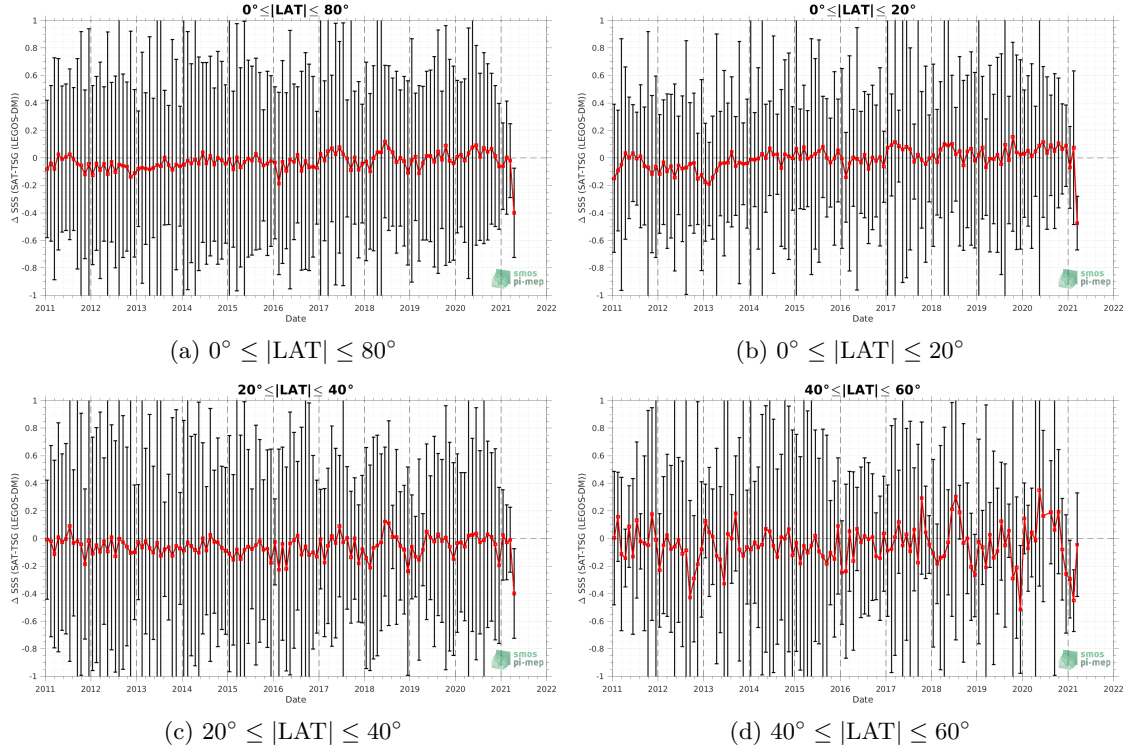 0°≤|LAT|≤ 80°
1
0.8
0.6
0.4
0.2
0
-0.2
-0.4
-0.6
-0.8
-1
Δ SSS (SAT-TSG (LEGOS-DM))
2011 2012 2013 2014 2015 2016 2017 2018 2019 2020 2021 2022
Date
smos
pi-mep
(a) 0° ≤ |LAT| ≤ 80°
0°≤|LAT|≤ 20°
1
0.8
0.6
0.4
0.2
0
-0.2
-0.4
-0.6
-0.8
-1
Δ SSS (SAT-TSG (LEGOS-DM))
2011 2012 2013 2014 2015 2016 2017 2018 2019 2020 2021 2022
Date
smos
pi-mep
(b) 0° ≤ |LAT| ≤ 20°
20°≤|LAT|≤ 40°
1
0.8
0.6
0.4
0.2
0
-0.2
-0.4
-0.6
-0.8
-1
Δ SSS (SAT-TSG (LEGOS-DM))
2011 2012 2013 2014 2015 2016 2017 2018 2019 2020 2021 2022
Date
smos
pi-mep
(c) 20° ≤ |LAT| ≤ 40°
40°≤|LAT|≤ 60°
1
0.8
0.6
0.4
0.2
0
-0.2
-0.4
-0.6
-0.8
-1
Δ SSS (SAT-TSG (LEGOS-DM))
2011 2012 2013 2014 2015 2016 2017 2018 2019 2020 2021 2022
Date
smos
pi-mep
(d) 40° ≤ |LAT| ≤ 60°